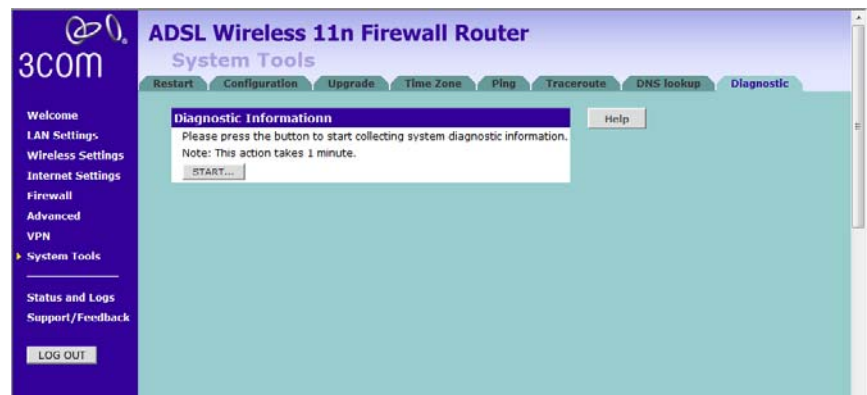 3COM
ADSL Wireless 11n Firewall Router
System Tools
Restart Configuration Upgrade Time Zone Ping Traceroute DNS lookup Diagnostic
Welcome
LAN Settings
Wireless Settings
Internet Settings
Firewall
Advanced
VPN
System Tools
Status and Logs
Support/Feedback
LOG OUT
Diagnostic Informationn
Please press the button to start collecting system diagnostic information.
Note: This action takes 1 minute.
START...
Help